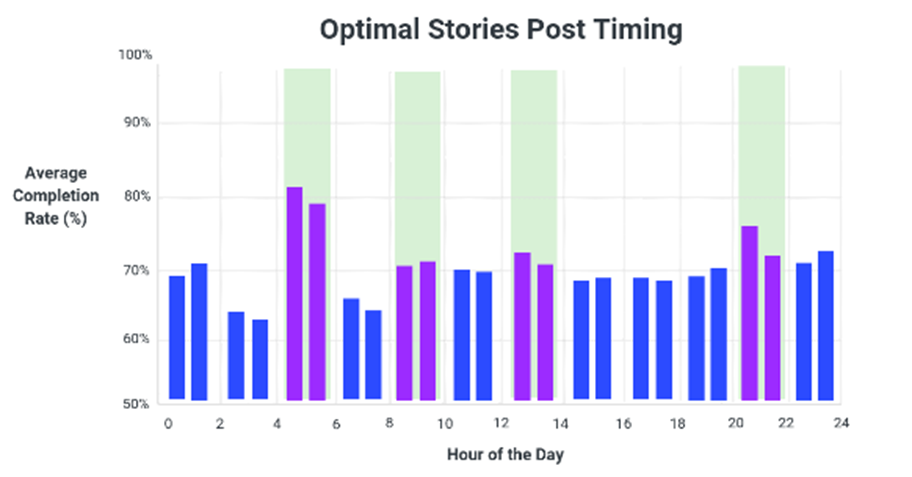 Optimal Stories Post Timing
100%
90%
Average
Completion
Rate (%)
80%
70%
60%
50%
0 2 4 6 8 10 12 14 16 18 20 22 24
Hour of the Day